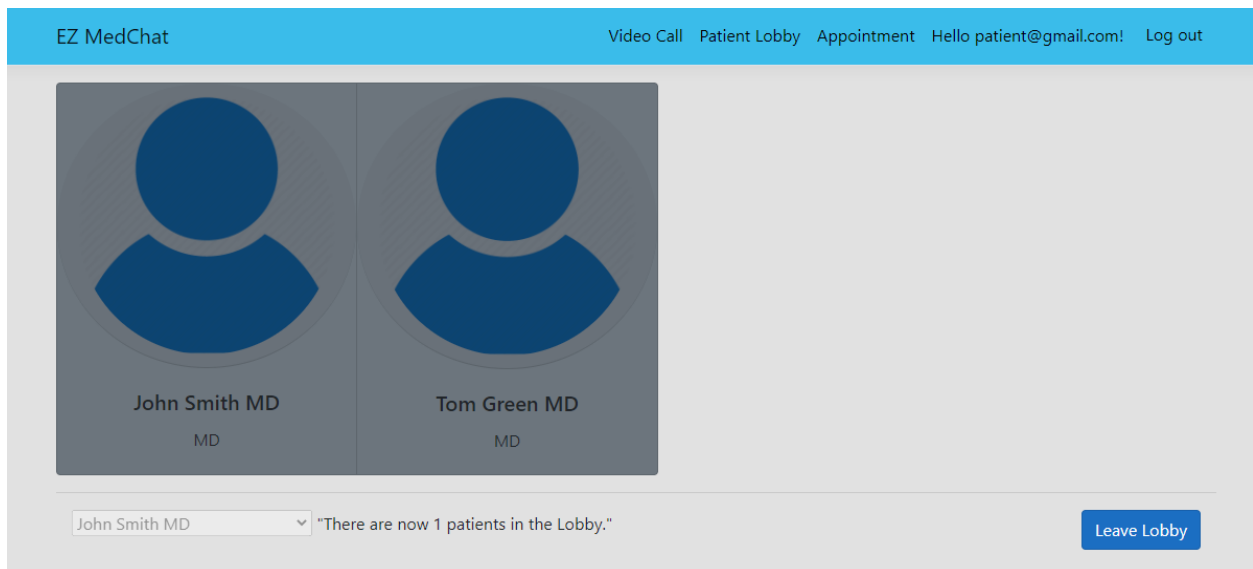 EZ MedChat Video Call Patient Lobby Appointment Hello patient@gmail.com! Log out
John Smith MD
MD
Tom Green MD
MD
John Smith MD "There are now 1 patients in the Lobby." Leave Lobby